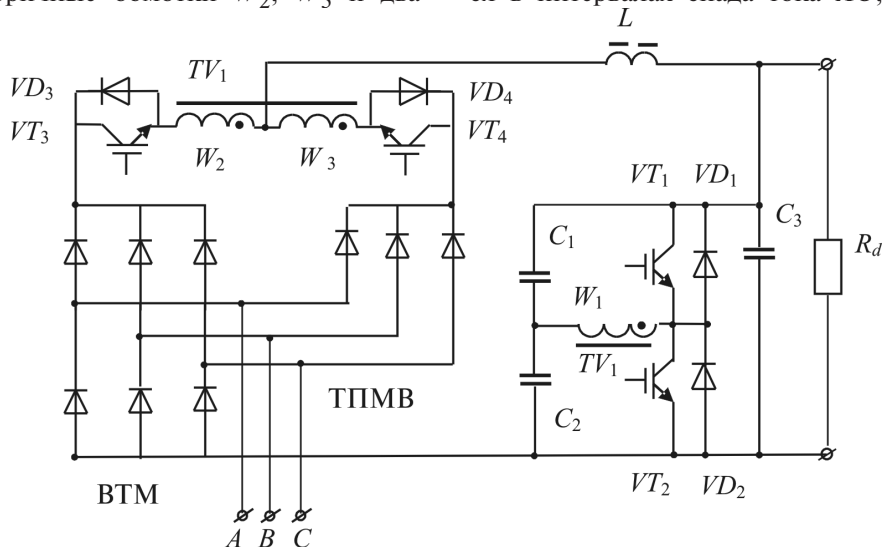 L
TV1
VD3
VD4
VT3
VT4
W2
W3
VT1
VD1
C1
C3
Rd
W1
TV1
ТПМВ
C2
ВТМ
VT2
VD2
A B C